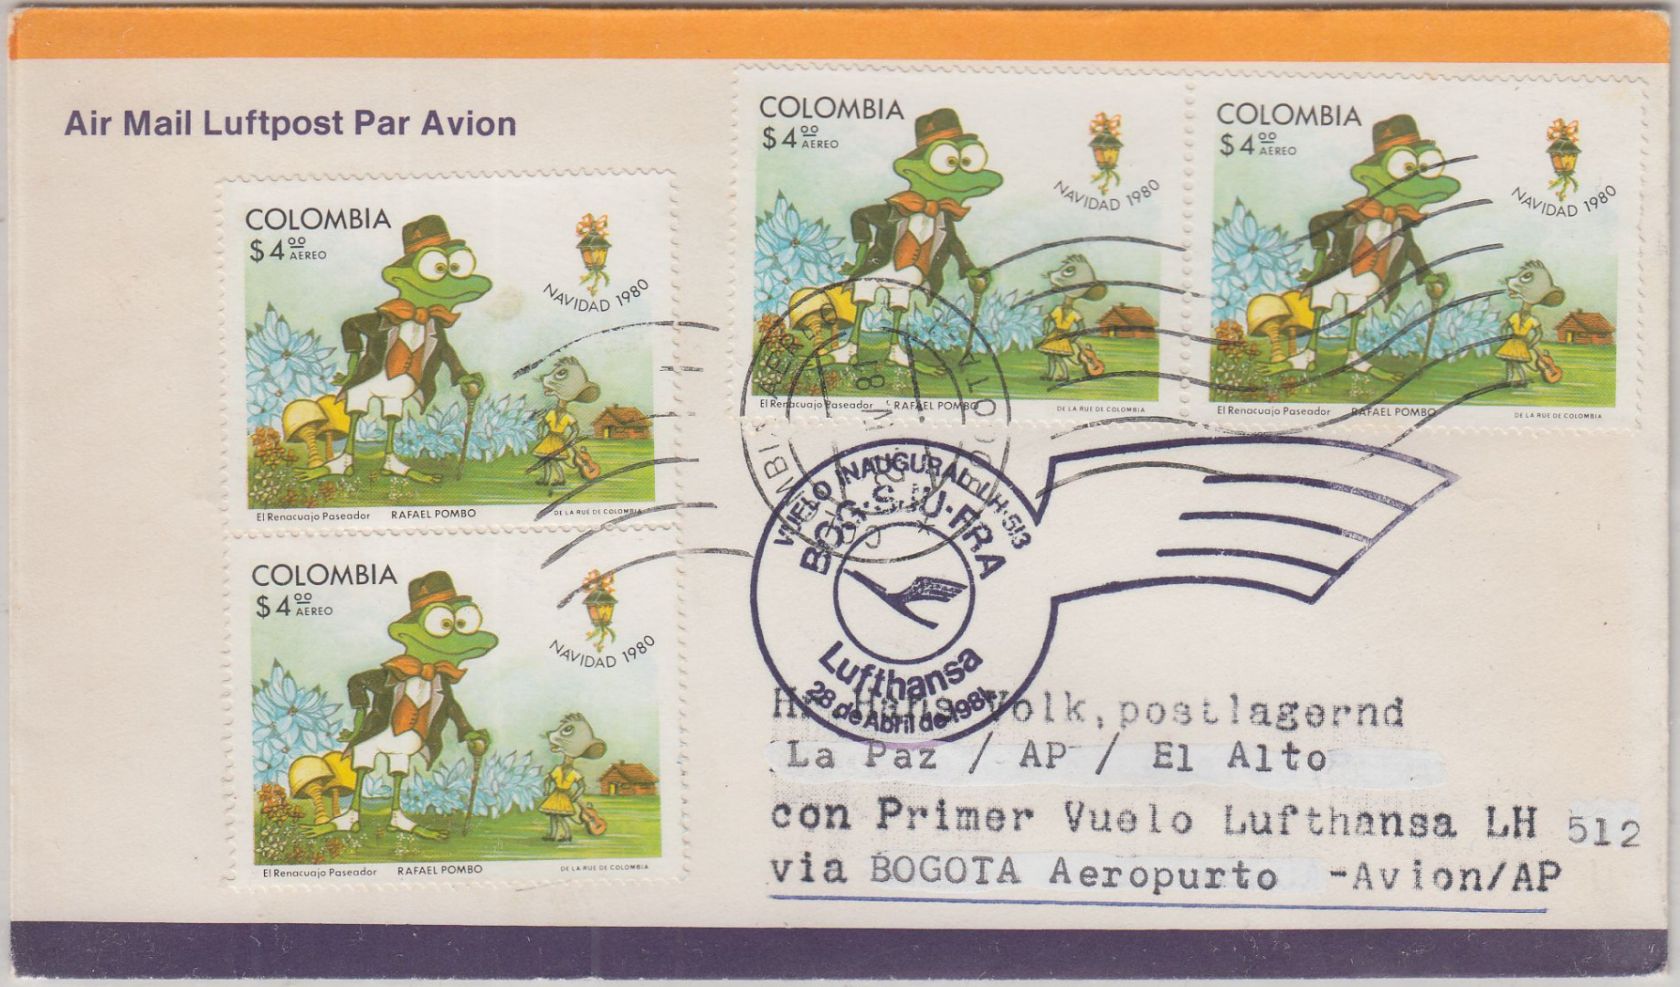 Air Mail Luftpost Par Avion
COLOMBIA
$4.00
AEREO
NAVIDAD 1980
El Renacuajo Paseador RAFAEL POMBO DE LA RUE DE COLOMBIA
COLOMBIA
$4.00
AEREO
NAVIDAD 1980
El Renacuajo Paseador RAFAEL POMBO DE LA RUE DE COLOMBIA
COLOMBIA
$4.00
AEREO
NAVIDAD 1980
El Renacuajo Paseador RAFAEL POMBO DE LA RUE DE COLOMBIA
COLOMBIA
$4.00
AEREO
NAVIDAD 1980
El Renacuajo Paseador RAFAEL POMBO DE LA RUE DE COLOMBIA
VUELO INAUGURAL LH-513
BOG-SJU-FRA
Lufthansa
28 de Abril de 1981
Hr. Hans Volk, postlagernd
La Paz / AP / El Alto
con Primer Vuelo Lufthansa LH 512
via BOGOTA Aeropurto -Avion/AP